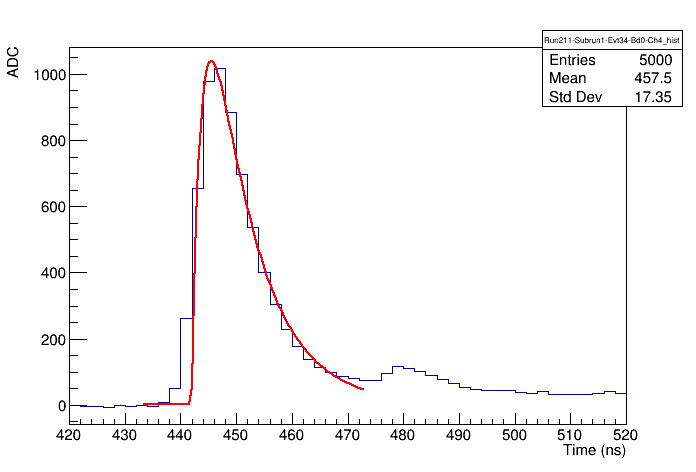 Run211-Subrun1-Evt34-Bd0-Ch4_hist
Entries 5000
Mean 457.5
Std Dev 17.35
ADC
1000
800
600
400
200
0
420 430 440 450 460 470 480 490 500 510 520
Time (ns)